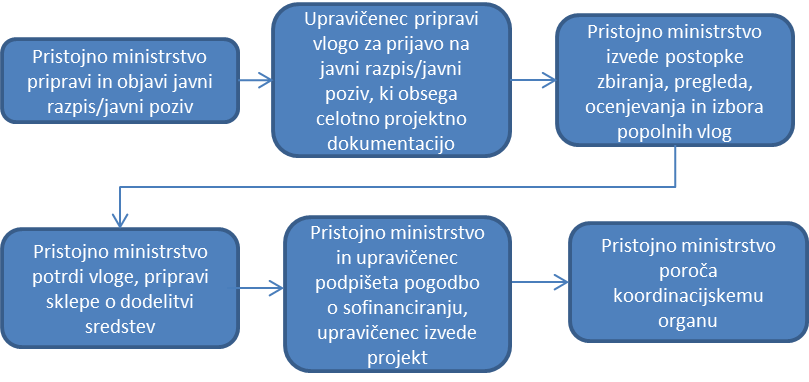 Pristojno ministrstvo
pripravi in objavi javni
razpis/javni poziv
Upravičenec pripravi
vlogo za prijavo na
javni razpis/javni
poziv, ki obsega
celotno projektno
dokumentacijo
Pristojno ministrstvo
izvede postopke
zbiranja, pregleda,
ocenjevanja in izbora
popolnih vlog
Pristojno ministrstvo
potrdi vloge, pripravi
sklepe o dodelitvi
sredstev
Pristojno ministrstvo
in upravičenec
podpišeta pogodbo
o sofinanciranju,
upravičenec izvede
projekt
Pristojno ministrstvo
poroča
koordinacijskemu
organu